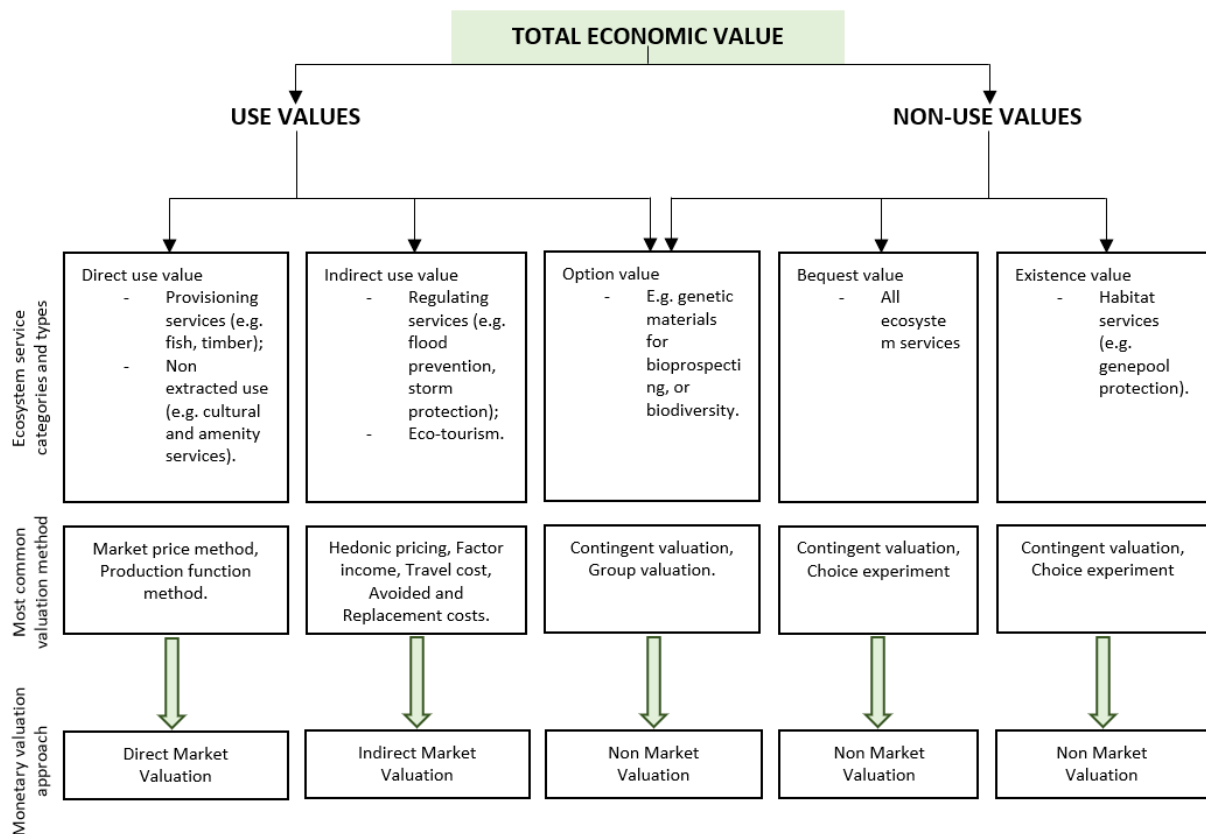 TOTAL ECONOMIC VALUE
USE VALUES
NON-USE VALUES
Ecosystem service
categories and types
Direct use value
- Provisioning
services (e.g.
fish, timber);
- Non
extracted use
(e.g. cultural
and amenity
services).
Indirect use value
- Regulating
services (e.g.
flood
prevention,
storm
protection);
- Eco-tourism.
Option value
- E.g. genetic
materials
for
bioprospecti
ng, or
biodiversity.
Bequest value
- All
ecosyste
m services
Existence value
- Habitat
services
(e.g.
genepool
protection).
Most common
valuation method
Market price method,
Production function
method.
Hedonic pricing, Factor
income, Travel cost,
Avoided and
Replacement costs.
Contingent valuation,
Group valuation.
Contingent valuation,
Choice experiment
Contingent valuation,
Choice experiment
Monetary valuation
approach
Direct Market
Valuation
Indirect Market
Valuation
Non Market
Valuation
Non Market
Valuation
Non Market
Valuation